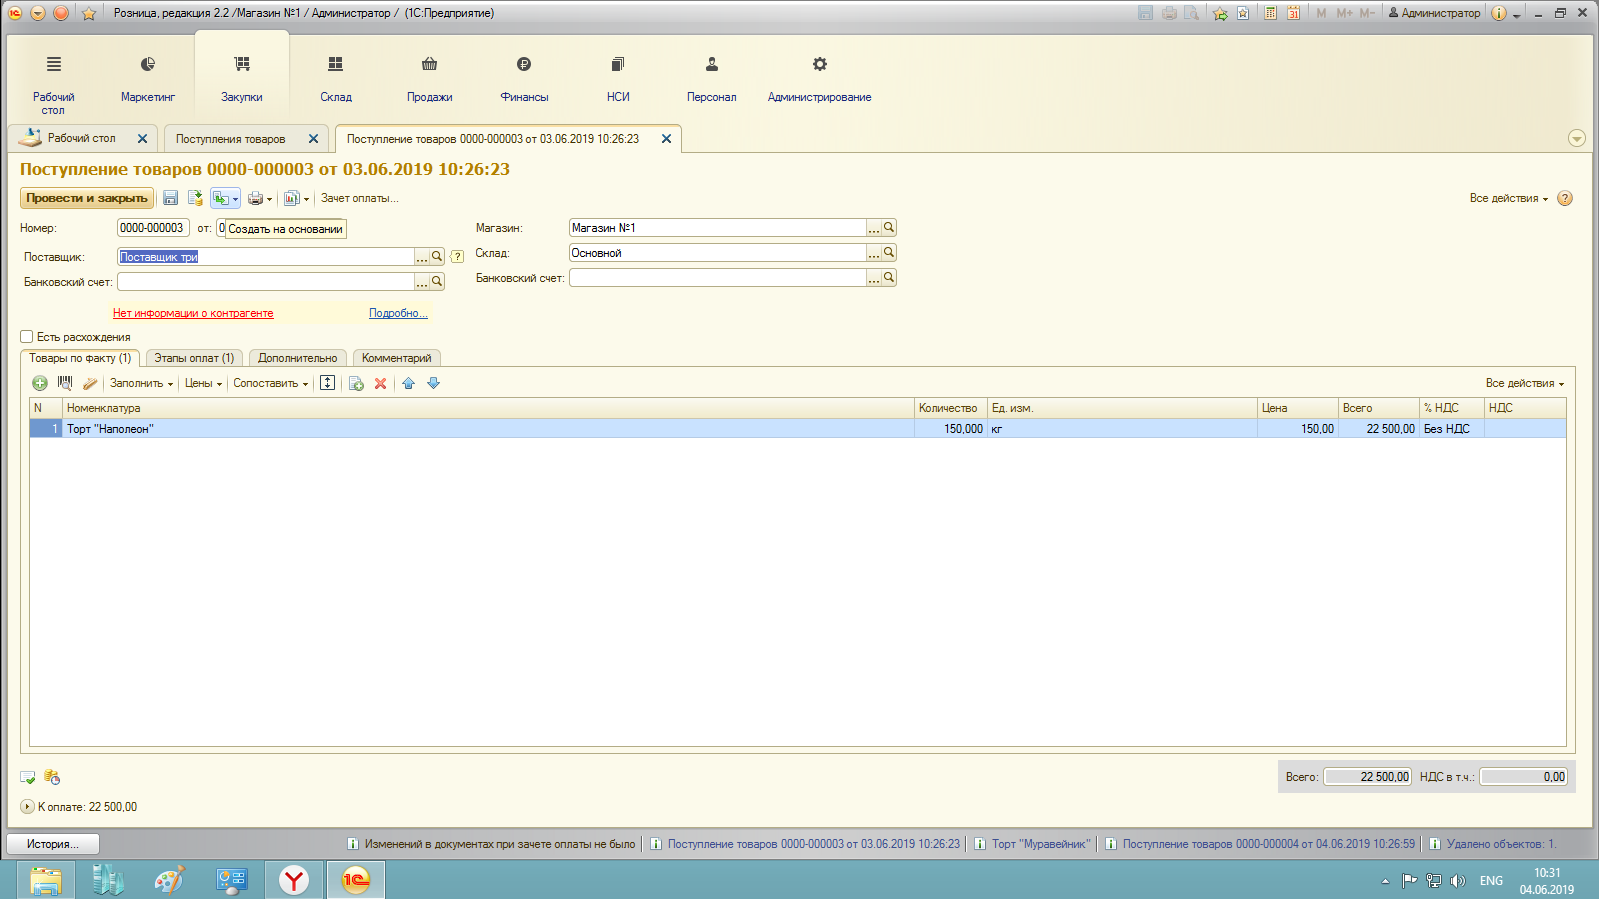 Розница, редакция 2.2 /Магазин №1 / Администратор / (1С:Предприятие)
M M+ M- Администратор
Рабочий стол
Маркетинг
Закупки
Склад
Продажи
Финансы
НСИ
Персонал
Администрирование
Рабочий стол
Поступления товаров
Поступление товаров 0000-000003 от 03.06.2019 10:26:23
Поступление товаров 0000-000003 от 03.06.2019 10:26:23
Провести и закрыть
Зачет оплаты...
Все действия
Номер: 0000-000003 от: 0
Создать на основании
Магазин: Магазин №1
Поставщик: Поставщик три
Склад: Основной
Банковский счет:
Банковский счет:
Нет информации о контрагенте
Подробно...
Есть расхождения
Товары по факту (1)
Этапы оплат (1)
Дополнительно
Комментарий
Заполнить
Цены
Сопоставить
Все действия
N Номенклатура Количество Ед. изм. Цена Всего % НДС НДС
1 Торт "Наполеон" 150,000 кг 150,00 22 500,00 Без НДС
Всего: 22 500,00 НДС в т.ч.: 0,00
К оплате: 22 500,00
История...
Изменений в документах при зачете оплаты не было
Поступление товаров 0000-000003 от 03.06.2019 10:26:23
Торт "Муравейник"
Поступление товаров 0000-000004 от 04.06.2019 10:26:59
Удалено объектов: 1.
ENG
10:31
04.06.2019